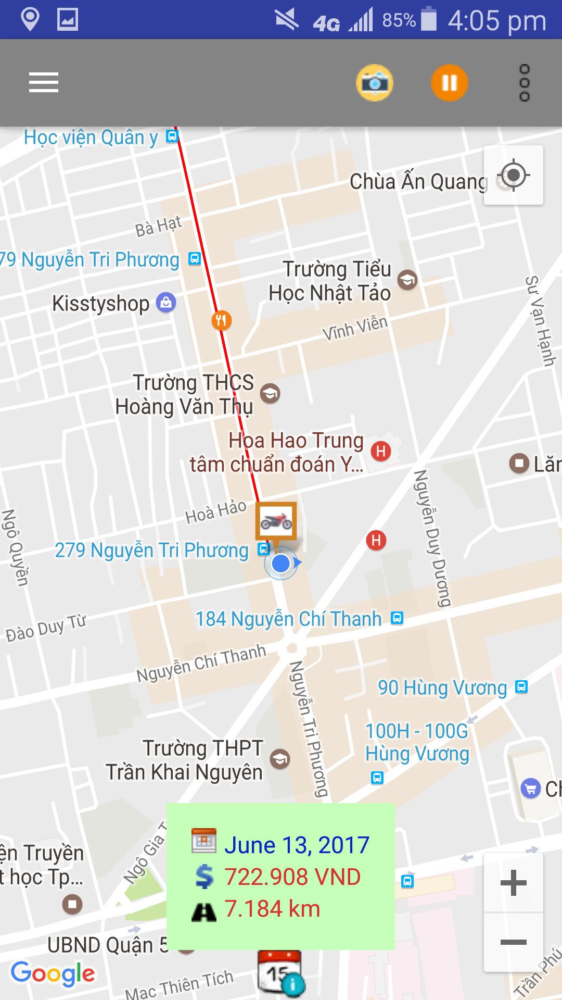 4G 85% 4:05 pm
Học viện Quân y
Chùa Ấn Quang
Bà Hạt
79 Nguyễn Tri Phương
Trường Tiểu
Học Nhật Tảo
Sư Vạn Hạnh
Kisstyshop
Vĩnh Viễn
Trường THCS
Hoàng Văn Thụ
Hoa Hao Trung
tâm chuẩn đoán Y...
H
Nguyễn Duy Dương
Hoà Hảo
Ngô Quyền
279 Nguyễn Tri Phương
H
184 Nguyễn Chí Thanh
Đào Duy Từ
Nguyễn Chí Thanh
Nguyễn Tri Phương
90 Hùng Vương
100H - 100G
Hùng Vương
Trường THPT
Trần Khai Nguyên
Ngô Gia
June 13, 2017
722.908 VND
7.184 km
Truyền
học Tp...
UBND Quận 5
Google
15
Mạc Thiên Tích
Trần Phú